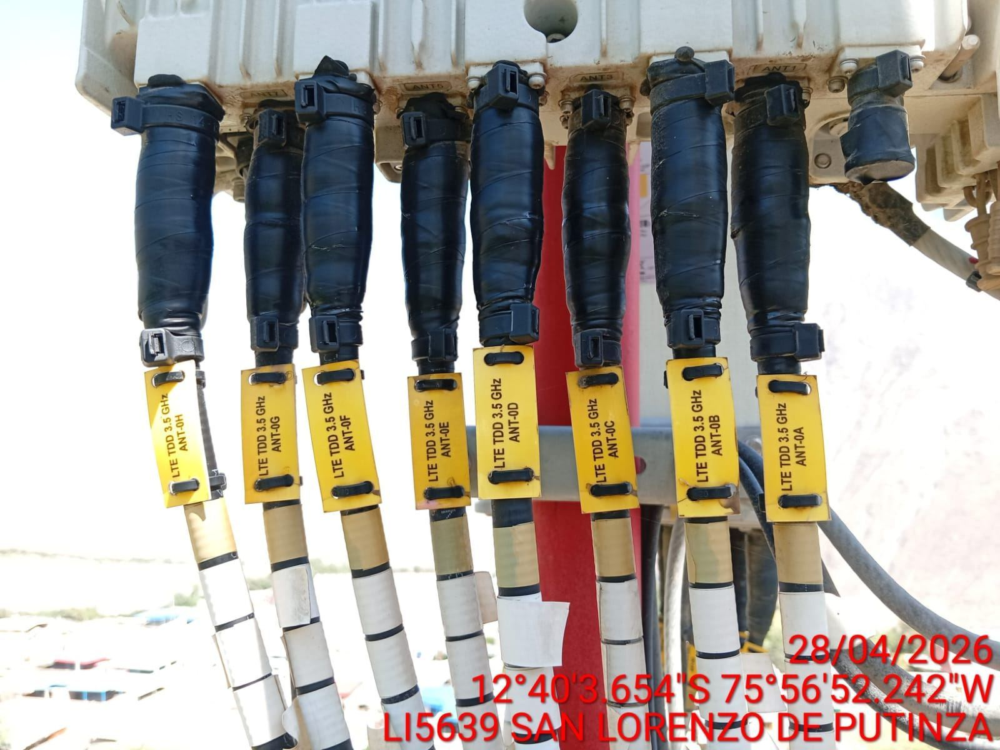 ANT7
ANT5
ANT3
ANT1
LTE TDD 3.5 GHz
ANT-0H
LTE TDD 3.5 GHz
ANT-0G
LTE TDD 3.5 GHz
ANT-0F
LTE TDD 3.5 GHz
ANT-0E
LTE TDD 3.5 GHz
ANT-0D
LTE TDD 3.5 GHz
ANT-0C
LTE TDD 3.5 GHz
ANT-0B
LTE TDD 3.5 GHz
ANT-0A
28/04/2026
12°40'3.654"S 75°56'52.242"W
LI5639 SAN LORENZO DE PUTINZA